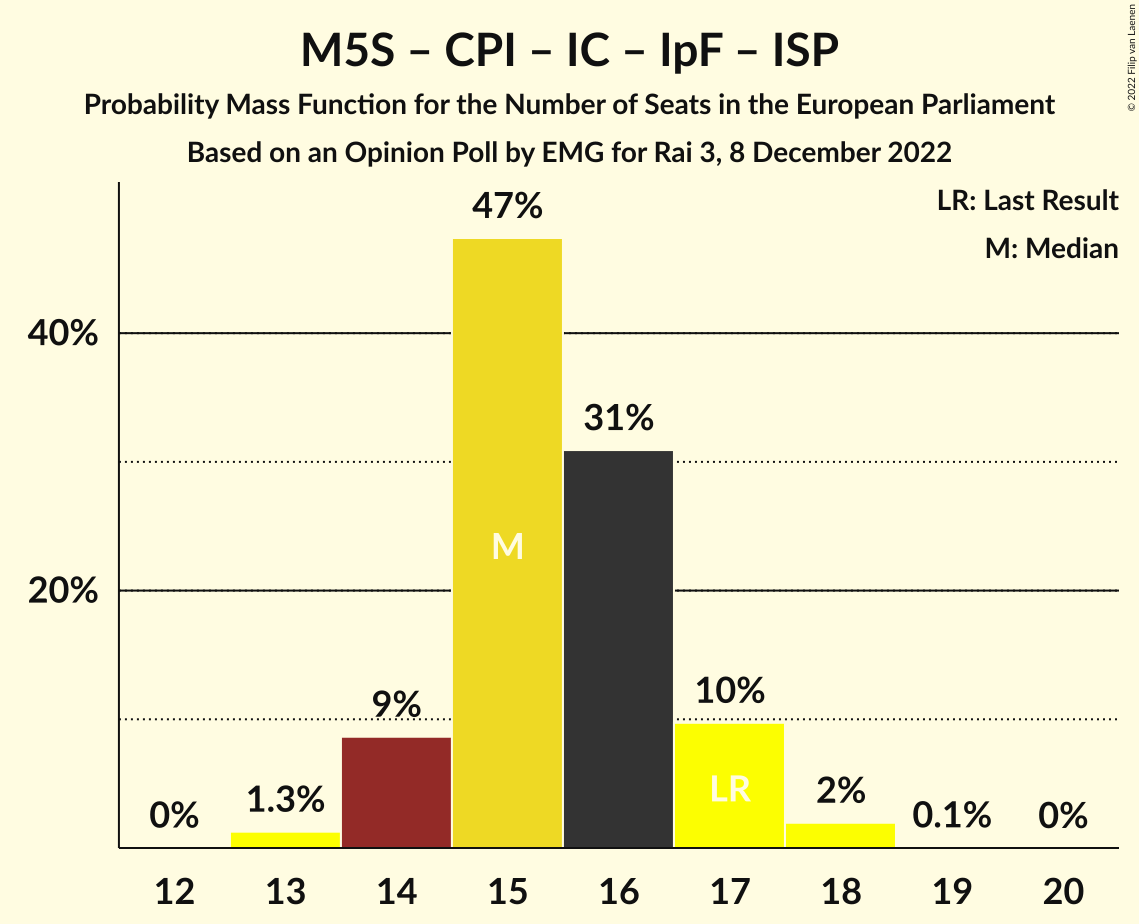 M5S – CPI – IC – IpF – ISP
Probability Mass Function for the Number of Seats in the European Parliament
Based on an Opinion Poll by EMG for Rai 3, 8 December 2022
© 2022 Filip van Laenen
LR: Last Result
M: Median
47%
40%
31%
M
20%
10%
9%
LR
2%
1.3%
0%
0.1%
0%
12 13 14 15 16 17 18 19 20